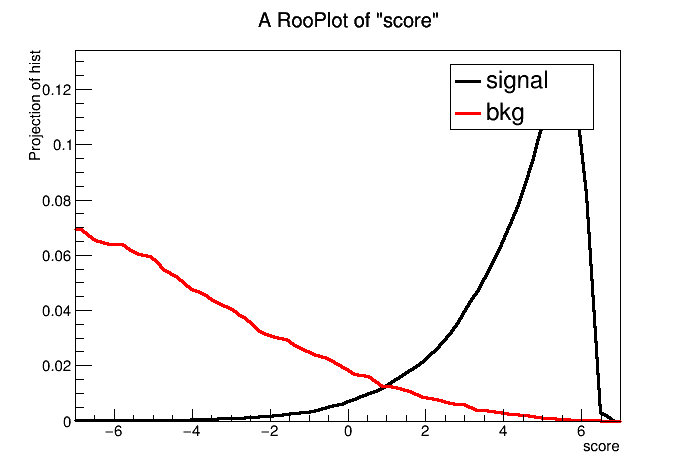 A RooPlot of "score"
Projection of hist
signal
bkg
0.12
0.1
0.08
0.06
0.04
0.02
0
−6
−4
−2
0
2
4
6
score